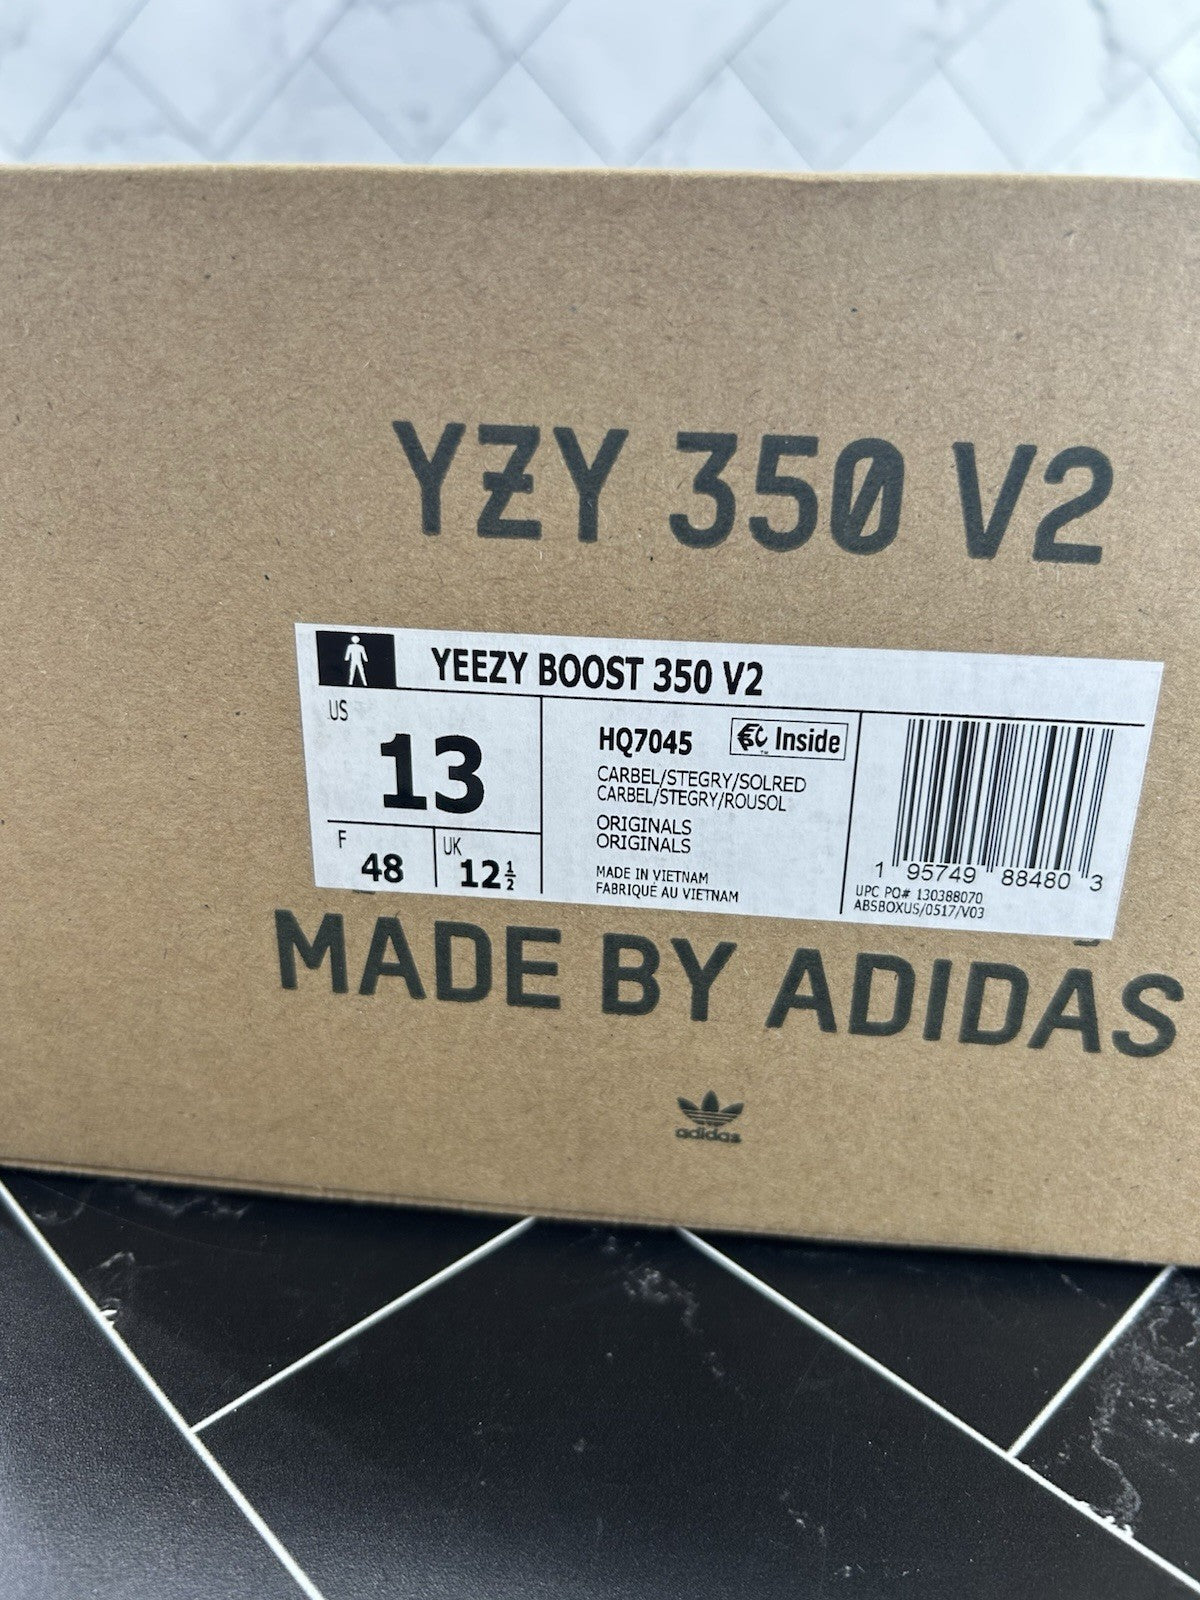 YZY 350 V2
YEEZY BOOST 350 V2
US
13
F
48
UK
12½
HQ7045
Inside
CARBEL/STEGRY/SOLRED
CARBEL/STEGRY/ROUSOL
ORIGINALS
ORIGINALS
MADE IN VIETNAM
FABRIQUÉ AU VIETNAM
1 95749 88480 3
UPC PO# 130388070
ABSBOXUS/0517/V03
MADE BY ADIDAS
adidas